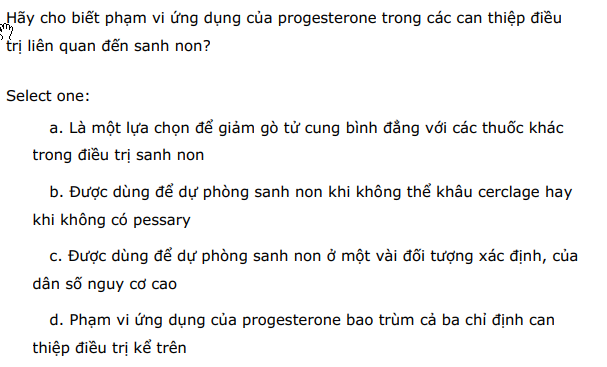 Hãy cho biết phạm vi ứng dụng của progesterone trong các can thiệp điều
trị liên quan đến sanh non?
Select one:
a. Là một lựa chọn để giảm gò tử cung bình đẳng với các thuốc khác
trong điều trị sanh non
b. Được dùng để dự phòng sanh non khi không thể khâu cerclage hay
khi không có pessary
c. Được dùng để dự phòng sanh non ở một vài đối tượng xác định, của
dân số nguy cơ cao
d. Phạm vi ứng dụng của progesterone bao trùm cả ba chỉ định can
thiệp điều trị kể trên